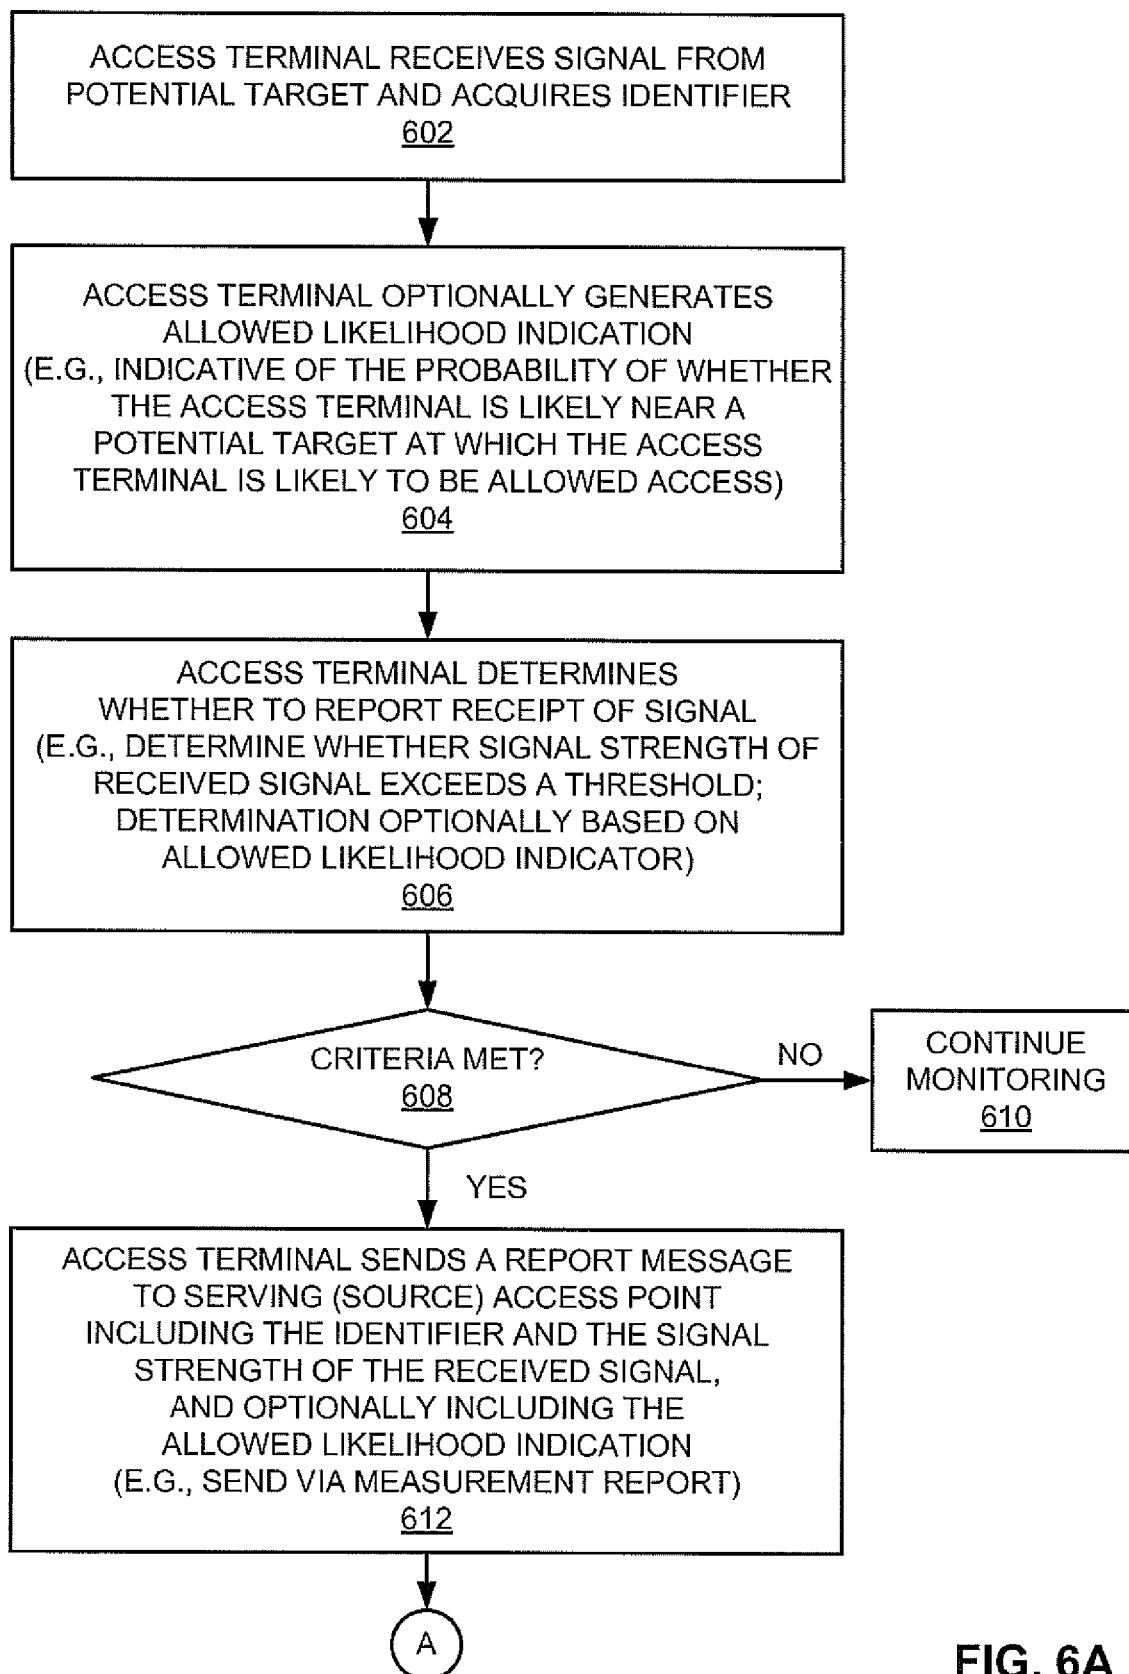 ACCESS TERMINAL RECEIVES SIGNAL FROM
POTENTIAL TARGET AND ACQUIRES IDENTIFIER
602
ACCESS TERMINAL OPTIONALLY GENERATES
ALLOWED LIKELIHOOD INDICATION
(E.G., INDICATIVE OF THE PROBABILITY OF WHETHER
THE ACCESS TERMINAL IS LIKELY NEAR A
POTENTIAL TARGET AT WHICH THE ACCESS
TERMINAL IS LIKELY TO BE ALLOWED ACCESS)
604
ACCESS TERMINAL DETERMINES
WHETHER TO REPORT RECEIPT OF SIGNAL
(E.G., DETERMINE WHETHER SIGNAL STRENGTH OF
RECEIVED SIGNAL EXCEEDS A THRESHOLD;
DETERMINATION OPTIONALLY BASED ON
ALLOWED LIKELIHOOD INDICATOR)
606
CRITERIA MET?
608
NO
CONTINUE
MONITORING
610
YES
ACCESS TERMINAL SENDS A REPORT MESSAGE
TO SERVING (SOURCE) ACCESS POINT
INCLUDING THE IDENTIFIER AND THE SIGNAL
STRENGTH OF THE RECEIVED SIGNAL,
AND OPTIONALLY INCLUDING THE
ALLOWED LIKELIHOOD INDICATION
(E.G., SEND VIA MEASUREMENT REPORT)
612
A
FIG. 6A